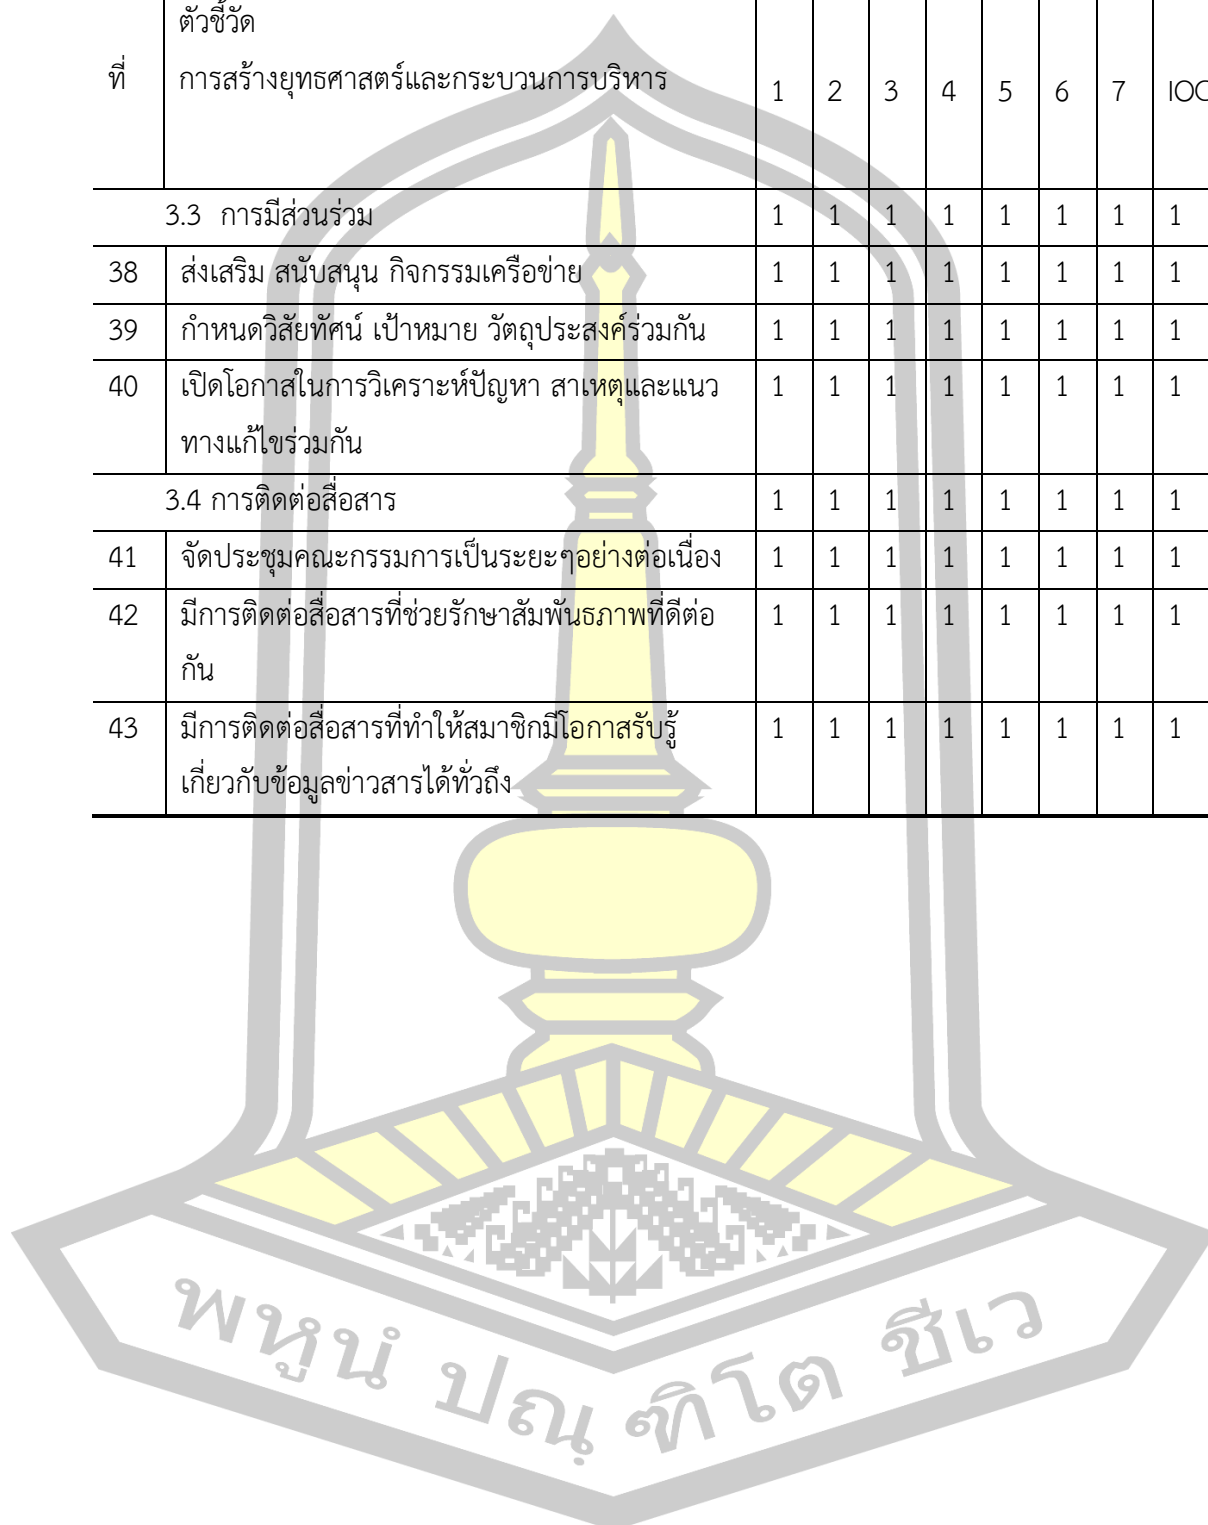 ตัวชี้วัด
ที่ การสร้างยุทธศาสตร์และกระบวนการบริหาร 1 2 3 4 5 6 7 IOC
3.3 การมีส่วนร่วม 1 1 1 1 1 1 1 1
38 ส่งเสริม สนับสนุน กิจกรรมเครือข่าย 1 1 1 1 1 1 1 1
39 กำหนดวิสัยทัศน์ เป้าหมาย วัตถุประสงค์ร่วมกัน 1 1 1 1 1 1 1 1
40 เปิดโอกาสในการวิเคราะห์ปัญหา สาเหตุและแนว 1 1 1 1 1 1 1 1
ทางแก้ไขร่วมกัน
3.4 การติดต่อสื่อสาร 1 1 1 1 1 1 1 1
41 จัดประชุมคณะกรรมการเป็นระยะๆอย่างต่อเนื่อง 1 1 1 1 1 1 1 1
42 มีการติดต่อสื่อสารที่ช่วยรักษาสัมพันธภาพที่ดีต่อ 1 1 1 1 1 1 1 1
กัน
43 มีการติดต่อสื่อสารที่ทำให้สมาชิกมีโอกาสรับรู้ 1 1 1 1 1 1 1 1
เกี่ยวกับข้อมูลข่าวสารได้ทั่วถึง
พหูนํ ปณฺฑิโต ชีเว